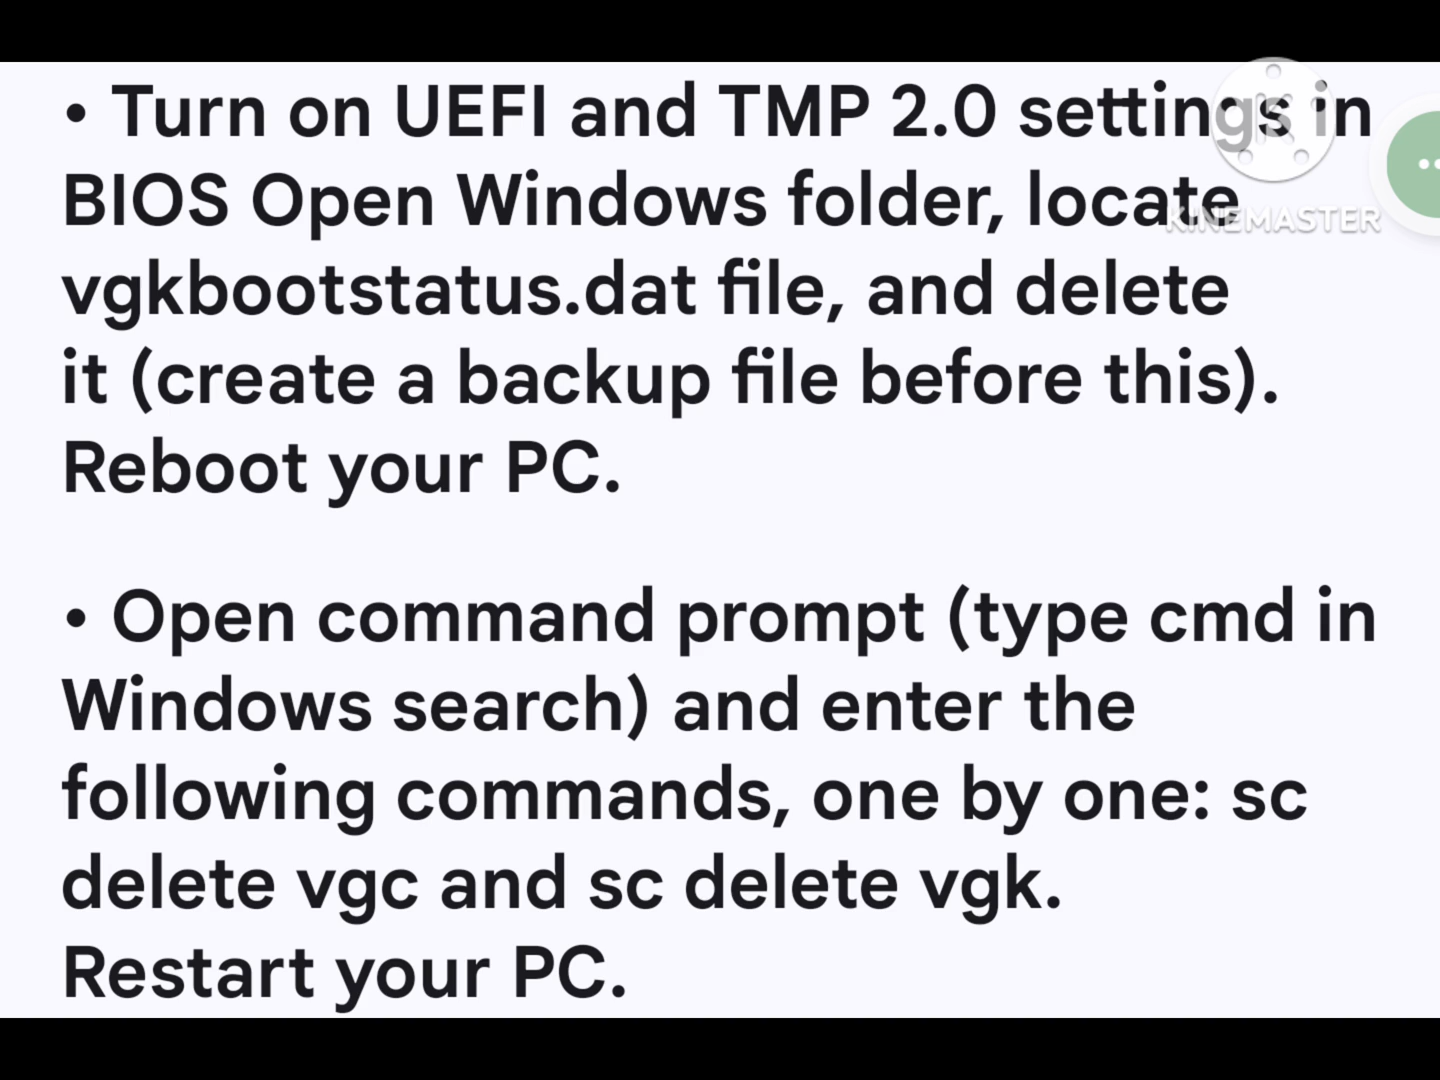 • Turn on UEFI and TMP 2.0 settings in
BIOS Open Windows folder, locate
KINEMASTER
vgkbootstatus.dat file, and delete
it (create a backup file before this).
Reboot your PC.
• Open command prompt (type cmd in
Windows search) and enter the
following commands, one by one: sc
delete vgc and sc delete vgk.
Restart your PC.